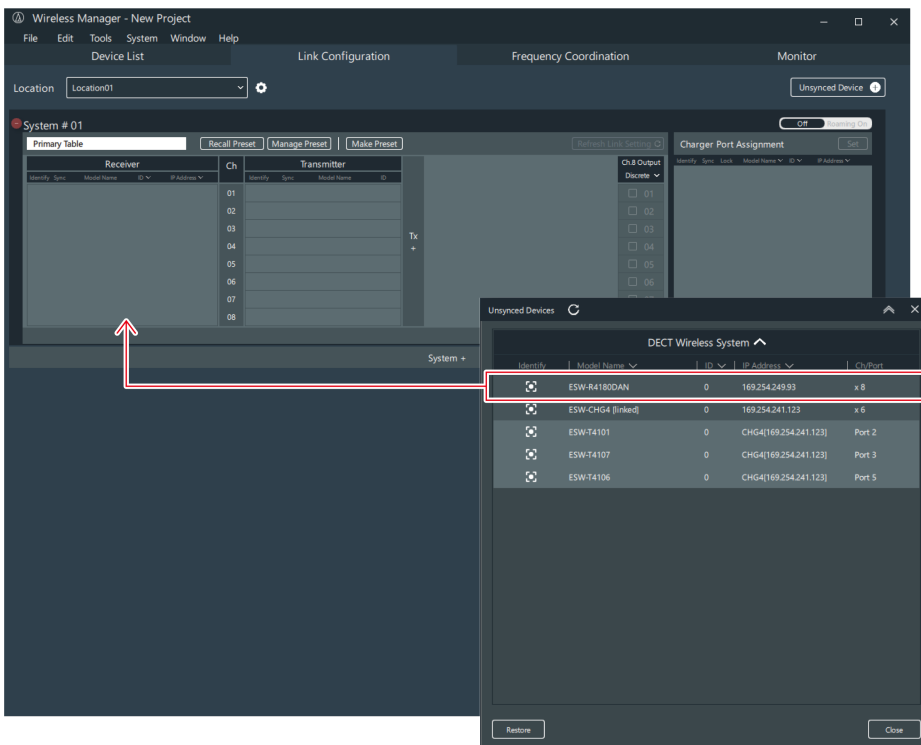 Wireless Manager - New Project
File Edit Tools System Window Help
Device List Link Configuration Frequency Coordination Monitor
Location Location01 Unsynced Device
System # 01 Off Roaming On
Primary Table Recall Preset Manage Preset | Make Preset Refresh Link Setting Charger Port Assignment Set
Receiver Ch Transmitter Ch.8 Output Identify Sync Lock Model Name ID IP Address
Identify Sync Model Name ID IP Address Identify Sync Model Name ID Discrete
01 01
02 02
03 03
Tx
04 + 04
05 05
06 06
07
08
System +
Unsynced Devices
DECT Wireless System
Identify Model Name ID IP Address Ch/Port
ESW-R4180DAN 0 169.254.249.93 x 8
ESW-CHG4 [linked] 0 169.254.241.123 x 6
ESW-T4101 0 CHG4[169.254.241.123] Port 2
ESW-T4107 0 CHG4[169.254.241.123] Port 3
ESW-T4106 0 CHG4[169.254.241.123] Port 5
Restore Close